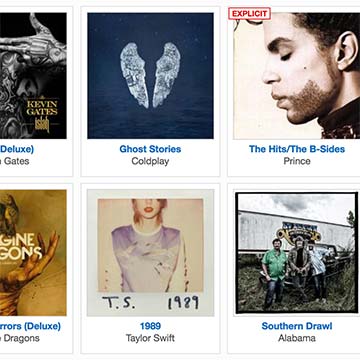 EXPLICIT
KEVIN
GATES
(Deluxe)
Gates
Ghost Stories
Coldplay
The Hits/The B-Sides
Prince
GINE
GONS
rrors (Deluxe)
Dragons
T.S. 1989
1989
Taylor Swift
Southern Drawl
Alabama